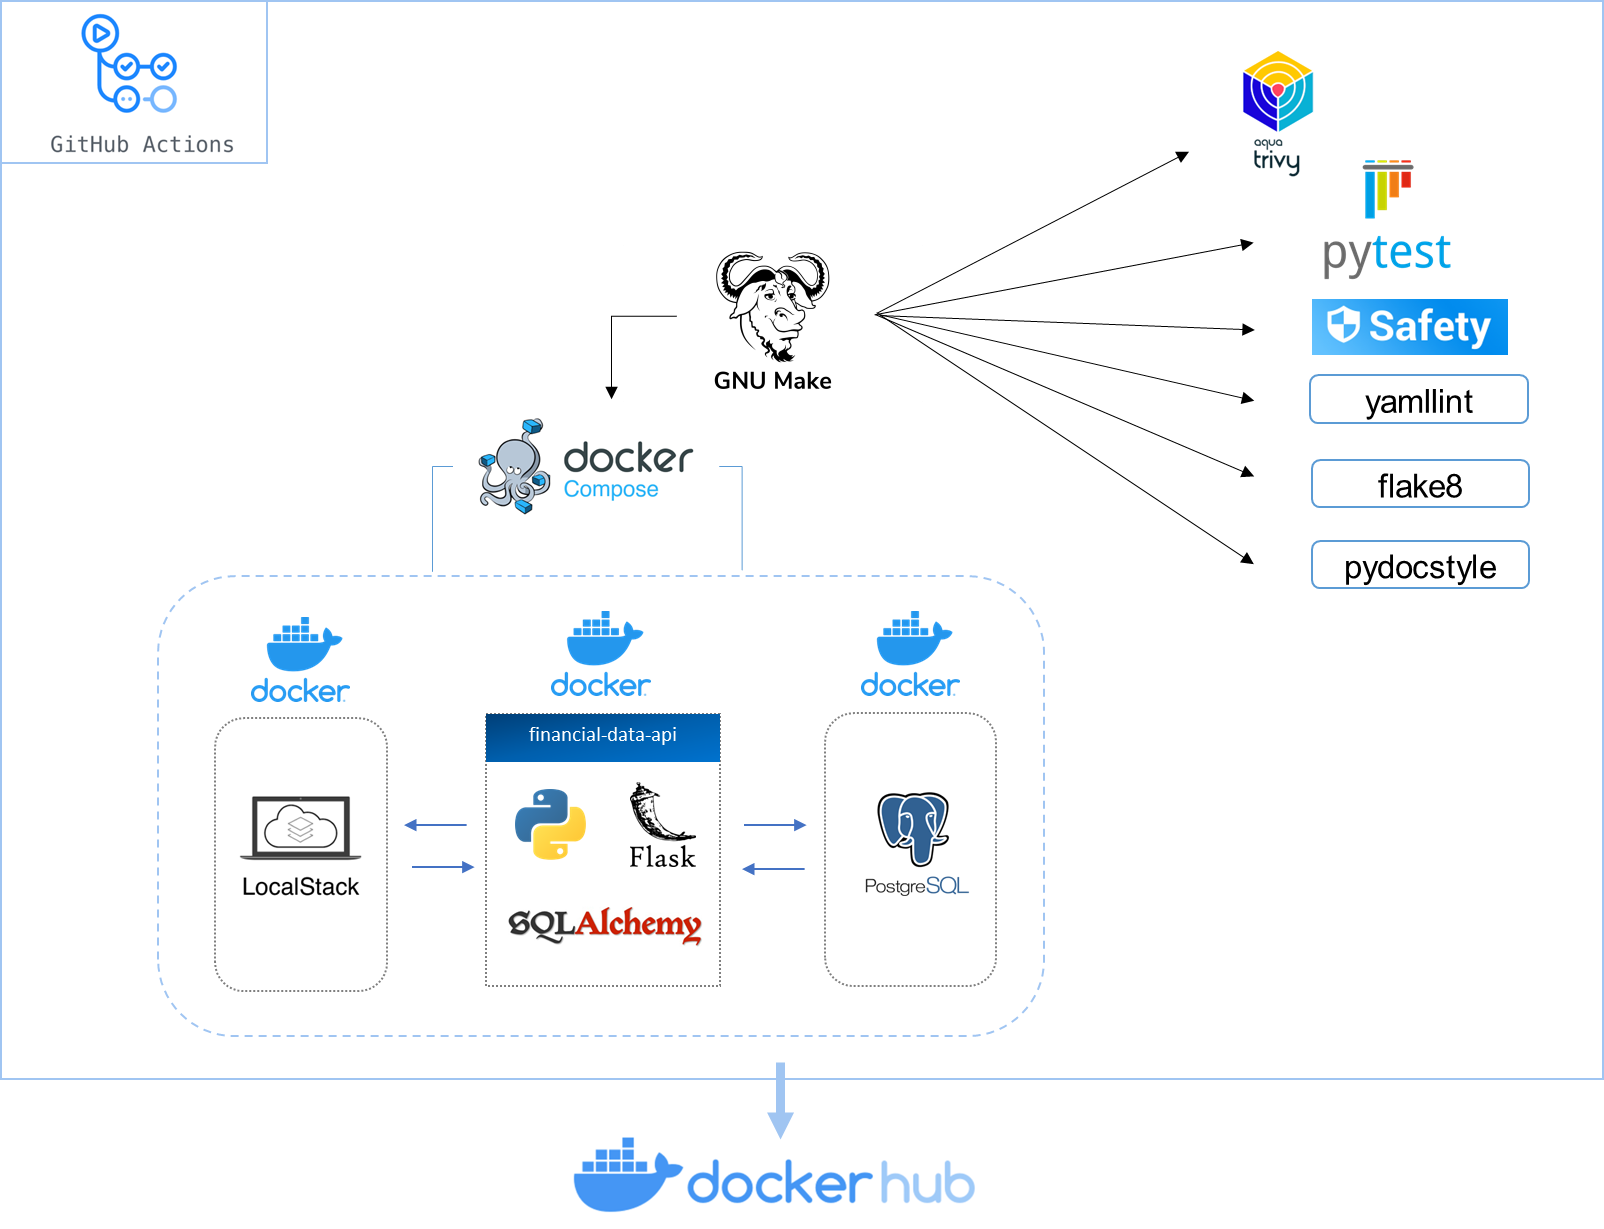 GitHub Actions
aqua
trivy
pytest
GNU Make
Safety
yamllint
docker
Compose
flake8
pydocstyle
docker
docker
docker
financial-data-api
Flask
LocalStack
PostgreSQL
SQLAlchemy
docker hub